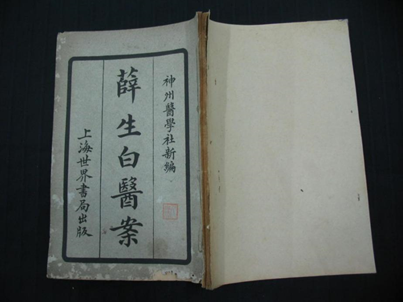 神州醫學社新編
薛生白醫案
上海世界書局出版